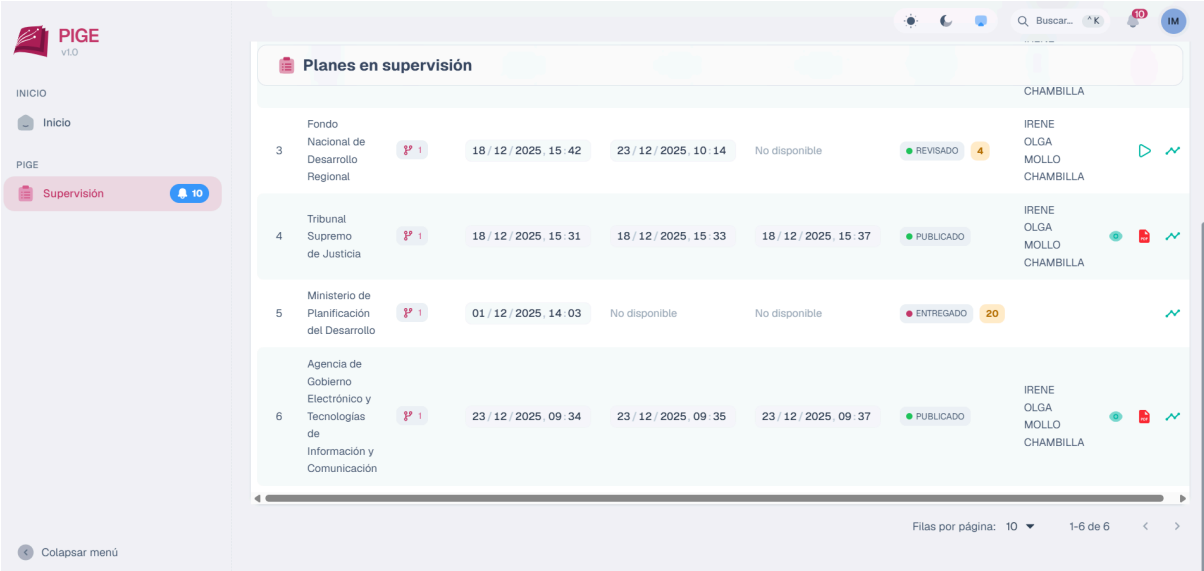 PIGE
v1.0
Buscar...
^ K
10
IM
INICIO
Inicio
PIGE
Supervisión
10
Planes en supervisión
CHAMBILLA
3
Fondo
Nacional de
Desarrollo
Regional
1
18/12/2025, 15:42
23/12/2025, 10:14
No disponible
REVISADO
4
IRENE
OLGA
MOLLO
CHAMBILLA
4
Tribunal
Supremo
de Justicia
1
18/12/2025, 15:31
18/12/2025, 15:33
18/12/2025, 15:37
PUBLICADO
IRENE
OLGA
MOLLO
CHAMBILLA
5
Ministerio de
Planificación
del Desarrollo
1
01/12/2025, 14:03
No disponible
No disponible
ENTREGADO
20
6
Agencia de
Gobierno
Electrónico y
Tecnologías
de
Información y
Comunicación
1
23/12/2025, 09:34
23/12/2025, 09:35
23/12/2025, 09:37
PUBLICADO
IRENE
OLGA
MOLLO
CHAMBILLA
Filas por página: 10
1-6 de 6
Colapsar menú